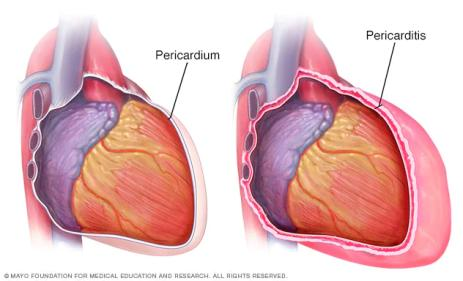 Pericardium
Pericarditis
© MAYO FOUNDATION FOR MEDICAL EDUCATION AND RESEARCH. ALL RIGHTS RESERVED.